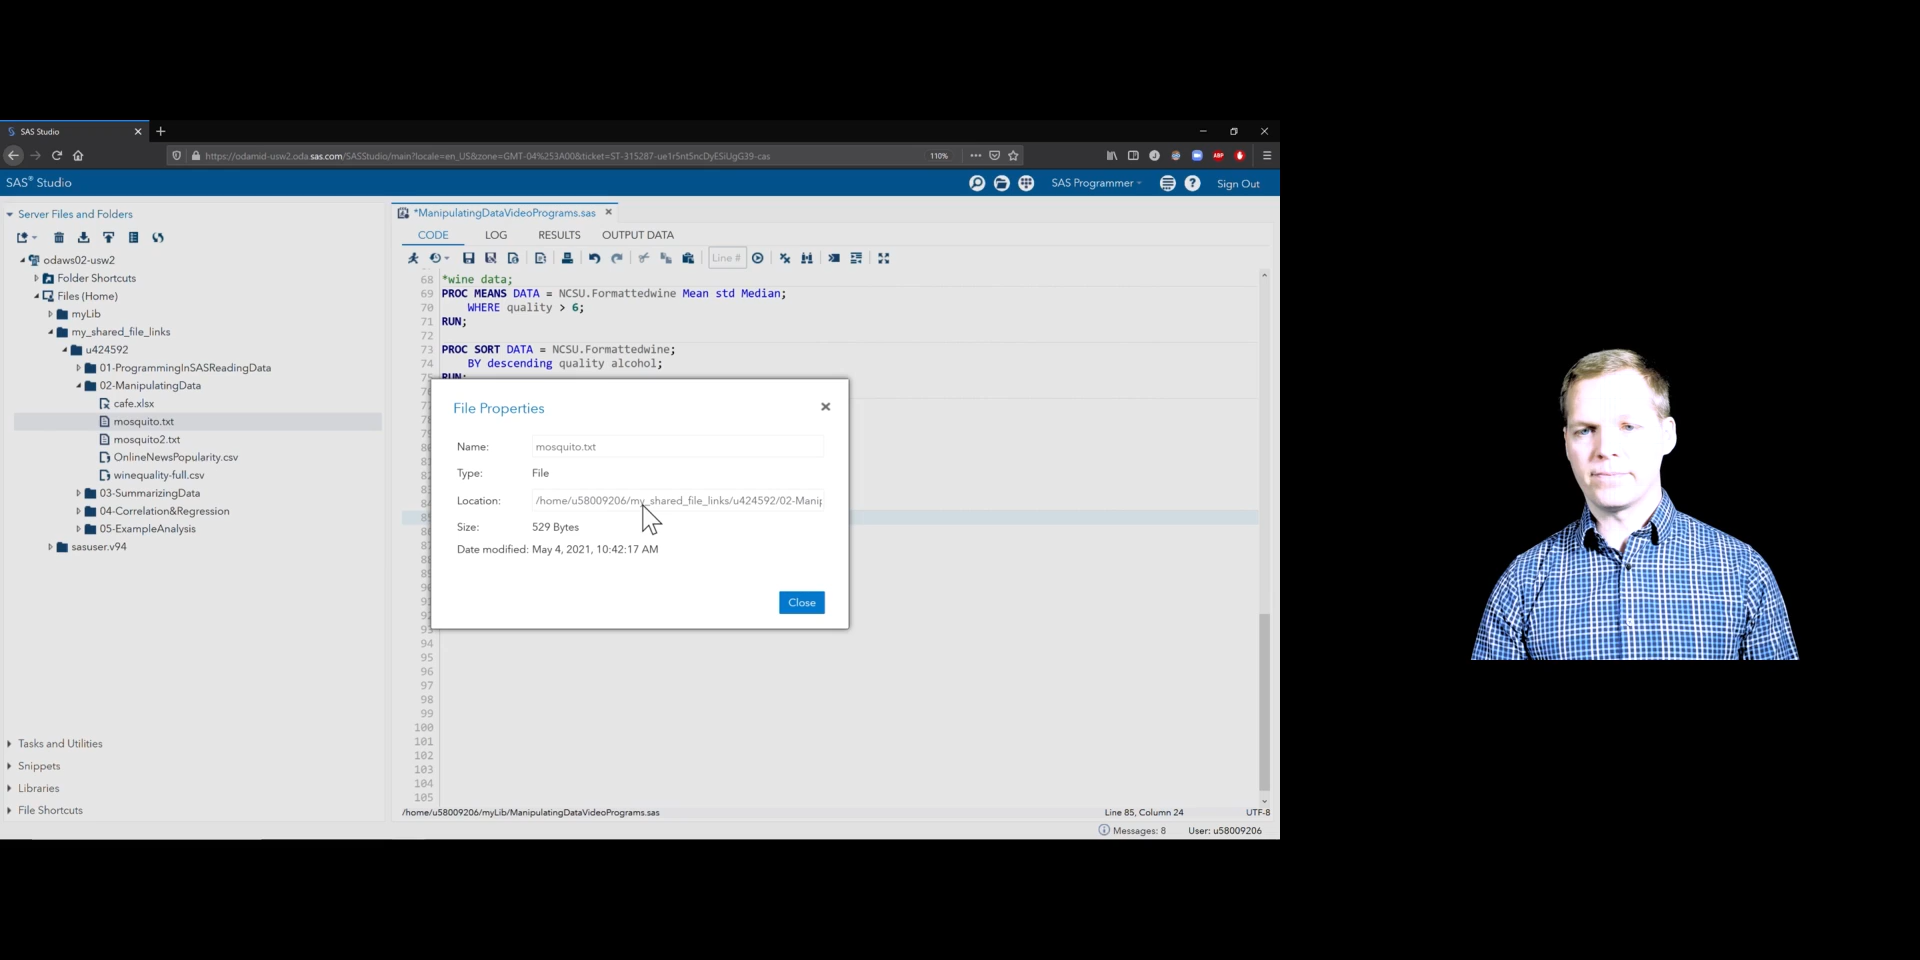 SAS Studio
https://odamid-usw2.oda.sas.com/SASStudio/main?locale=en_US&zone=GMT-04%253A00&ticket=ST-315287-ue1r5nt5ncDyESiUgG39-cas
110%
ABP
SAS® Studio
SAS Programmer
Sign Out
Server Files and Folders
odaws02-usw2
Folder Shortcuts
Files (Home)
myLib
my_shared_file_links
u424592
01-ProgrammingInSASReadingData
02-ManipulatingData
cafe.xlsx
mosquito.txt
mosquito2.txt
OnlineNewsPopularity.csv
winequality-full.csv
03-SummarizingData
04-Correlation&Regression
05-ExampleAnalysis
sasuser.v94
Tasks and Utilities
Snippets
Libraries
File Shortcuts
*ManipulatingDataVideoPrograms.sas
CODE LOG RESULTS OUTPUT DATA
Line #
68 *wine data;
69 PROC MEANS DATA = NCSU.Formattedwine Mean std Median;
70 WHERE quality > 6;
71 RUN;
72
73 PROC SORT DATA = NCSU.Formattedwine;
74 BY descending quality alcohol;
75 RUN;
File Properties
Name: mosquito.txt
Type: File
Location: /home/u58009206/my_shared_file_links/u424592/02-Manip
Size: 529 Bytes
Date modified: May 4, 2021, 10:42:17 AM
Close
94
95
96
97
98
99
100
101
102
103
104
105
/home/u58009206/myLib/ManipulatingDataVideoPrograms.sas
Line 85, Column 24
UTF-8
Messages: 8
User: u58009206